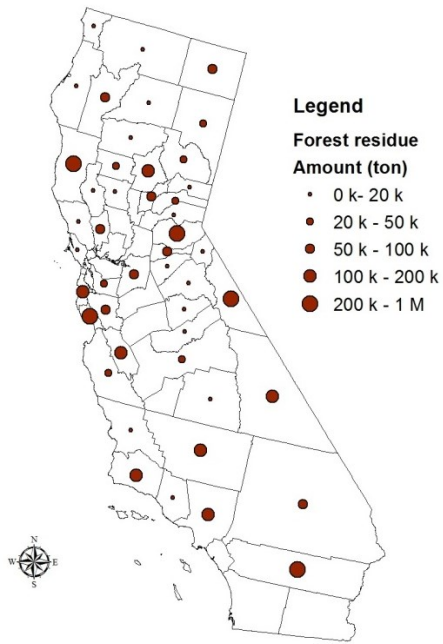 Legend
Forest residue
Amount (ton)
0 k- 20 k
20 k - 50 k
50 k - 100 k
100 k - 200 k
200 k - 1 M
N
W E
S